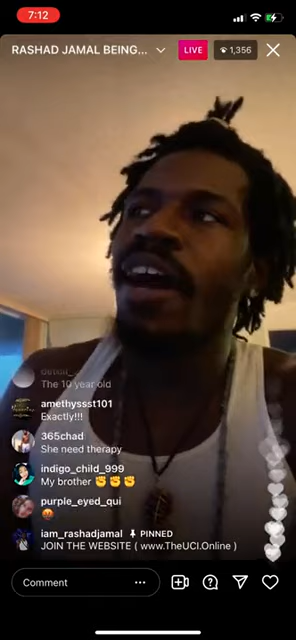 7:12
RASHAD JAMAL BEING...
LIVE
1,356
The 10 year old
amethyssst101
Exactly!!!
365chad
She need therapy
indigo_child_999
My brother ✊✊✊
purple_eyed_qui
🤬
iam_rashadjamal PINNED
JOIN THE WEBSITE ( www.TheUCI.Online )
Comment